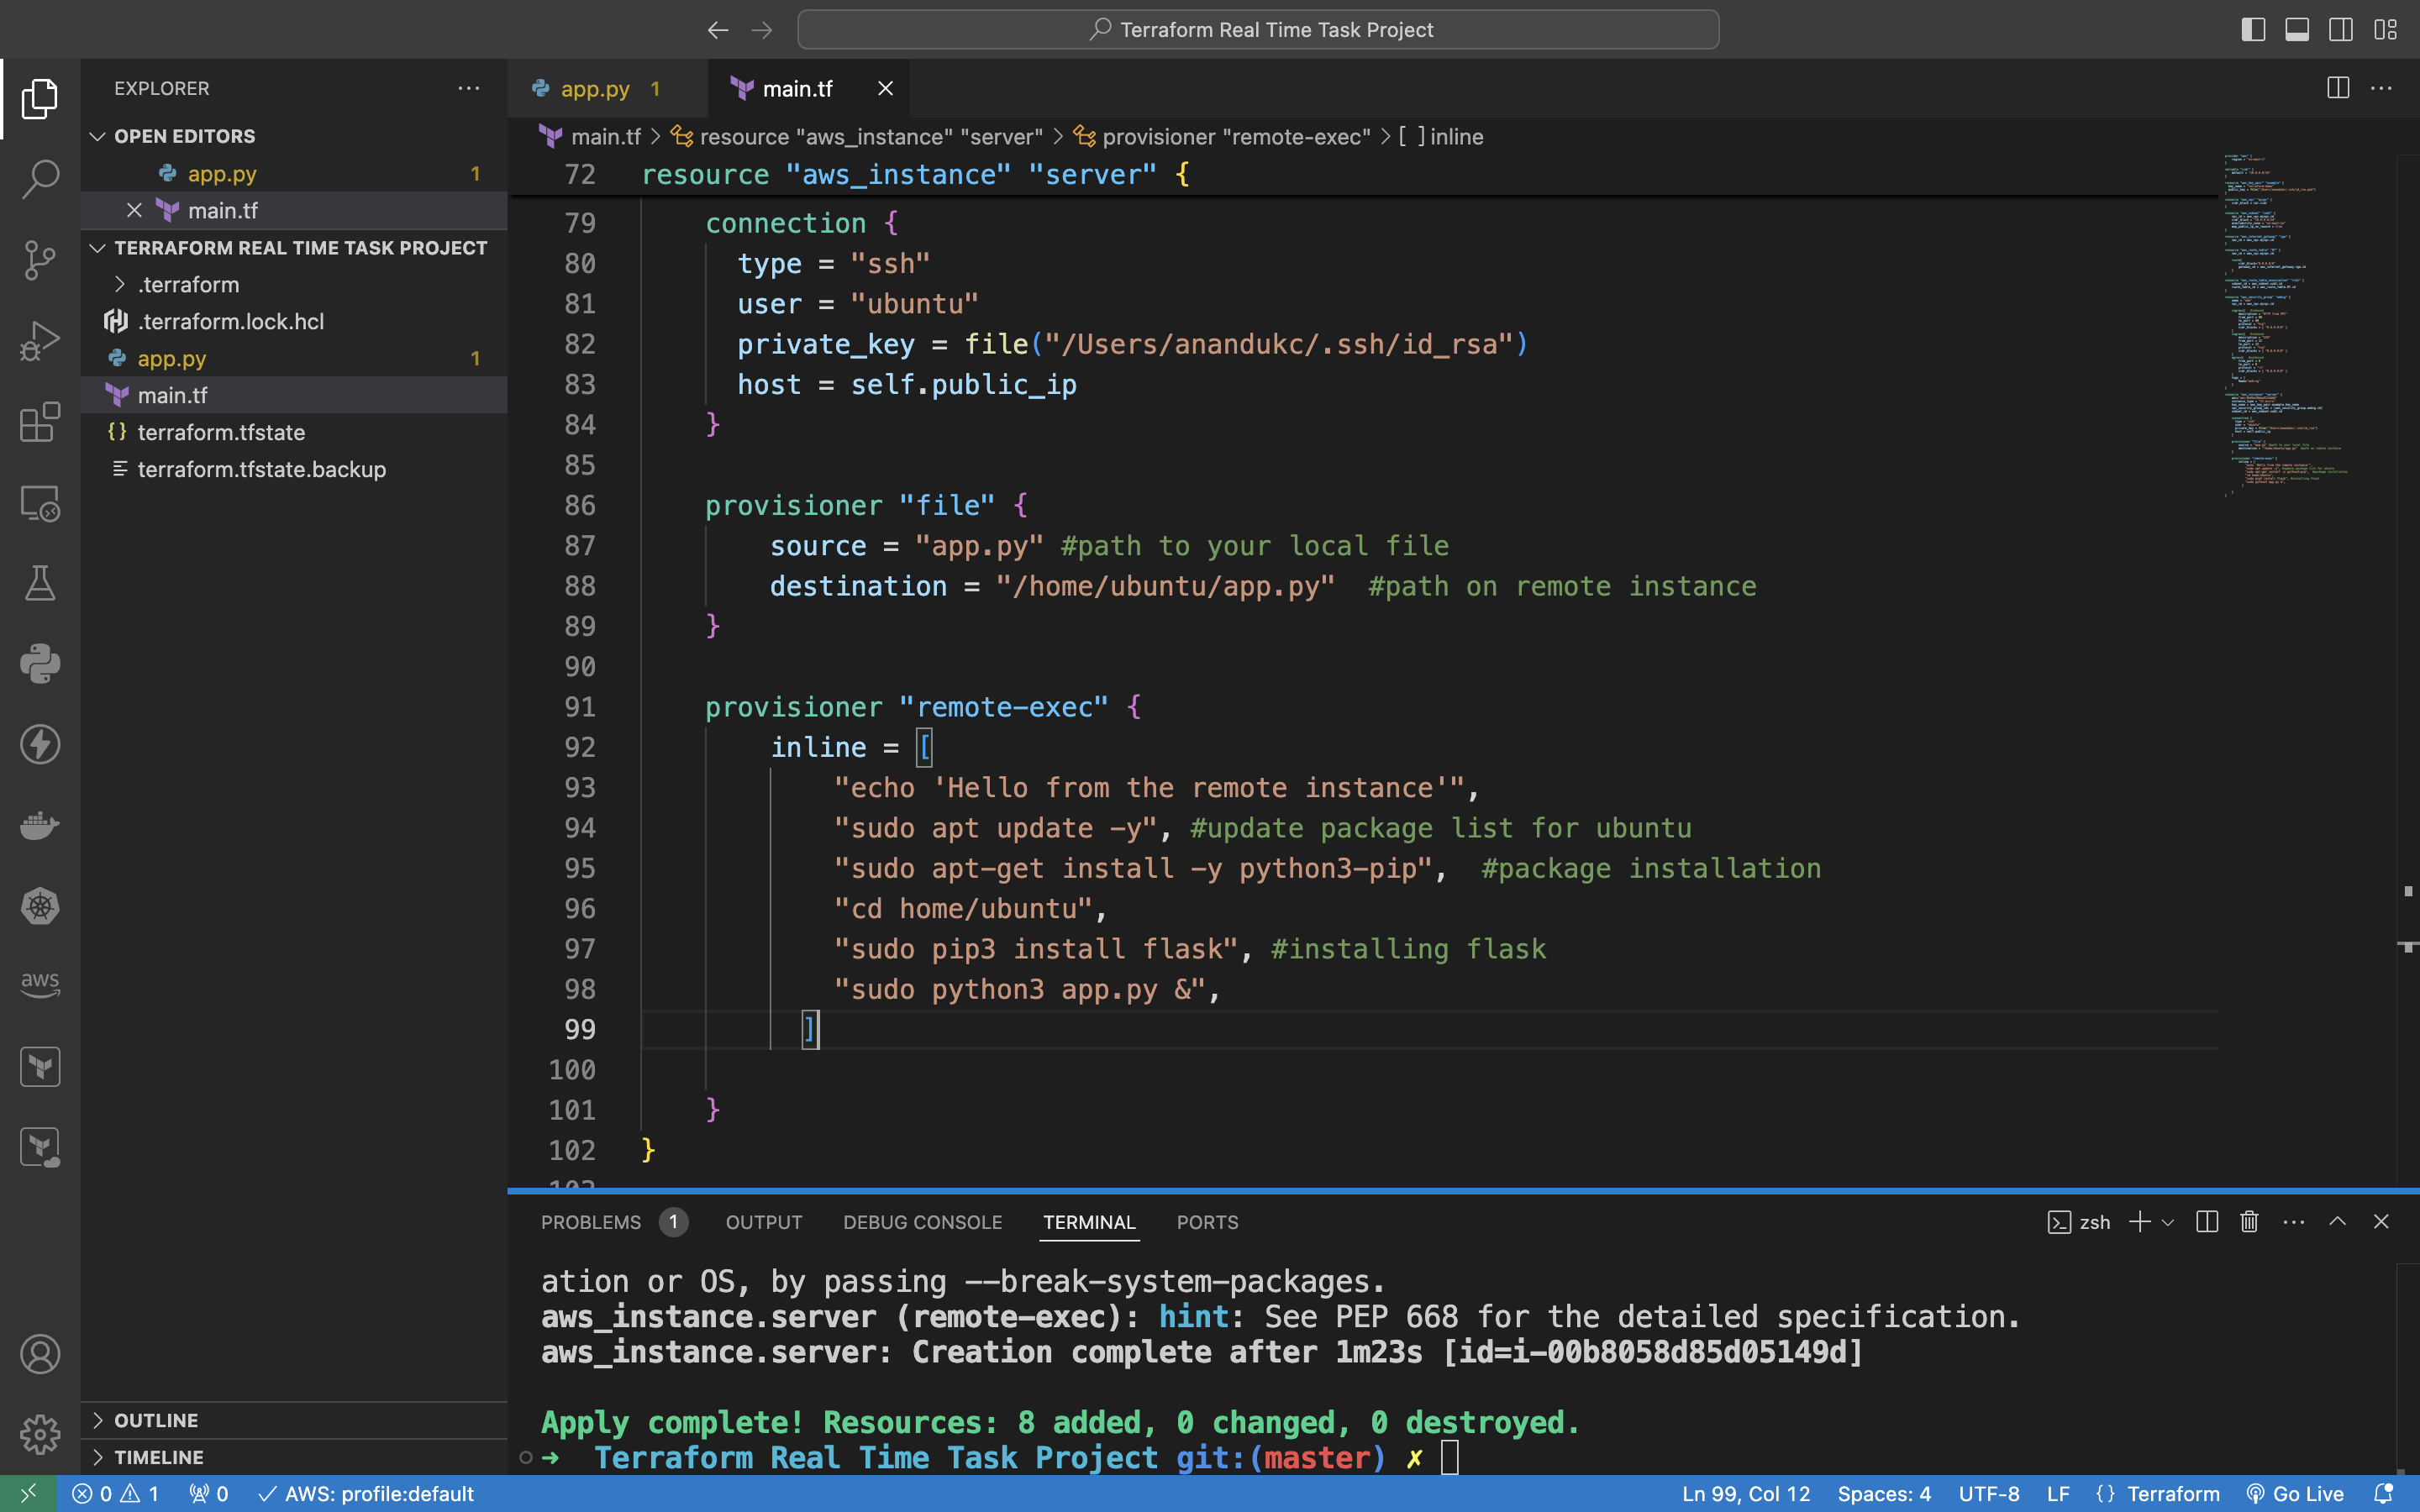 Terraform Real Time Task Project
EXPLORER
OPEN EDITORS
app.py 1
main.tf
TERRAFORM REAL TIME TASK PROJECT
.terraform
.terraform.lock.hcl
app.py 1
main.tf
terraform.tfstate
terraform.tfstate.backup
OUTLINE
TIMELINE
aws
app.py 1
main.tf
main.tf > resource "aws_instance" "server" > provisioner "remote-exec" > [ ] inline
72 resource "aws_instance" "server" {
79 connection {
80 type = "ssh"
81 user = "ubuntu"
82 private_key = file("/Users/anandukc/.ssh/id_rsa")
83 host = self.public_ip
84 }
85
86 provisioner "file" {
87 source = "app.py" #path to your local file
88 destination = "/home/ubuntu/app.py"  #path on remote instance
89 }
90
91 provisioner "remote-exec" {
92 inline = [
93 "echo 'Hello from the remote instance'",
94 "sudo apt update -y", #update package list for ubuntu
95 "sudo apt-get install -y python3-pip",  #package installation
96 "cd home/ubuntu",
97 "sudo pip3 install flask", #installing flask
98 "sudo python3 app.py &",
99 ]
100
101 }
102 }
PROBLEMS 1 OUTPUT DEBUG CONSOLE TERMINAL PORTS
zsh
ation or OS, by passing --break-system-packages.
aws_instance.server (remote-exec): hint: See PEP 668 for the detailed specification.
aws_instance.server: Creation complete after 1m23s [id=i-00b8058d85d05149d]
Apply complete! Resources: 8 added, 0 changed, 0 destroyed.
➜  Terraform Real Time Task Project git:(master) ✗
0 1 0 AWS: profile:default
Ln 99, Col 12 Spaces: 4 UTF-8 LF {} Terraform Go Live